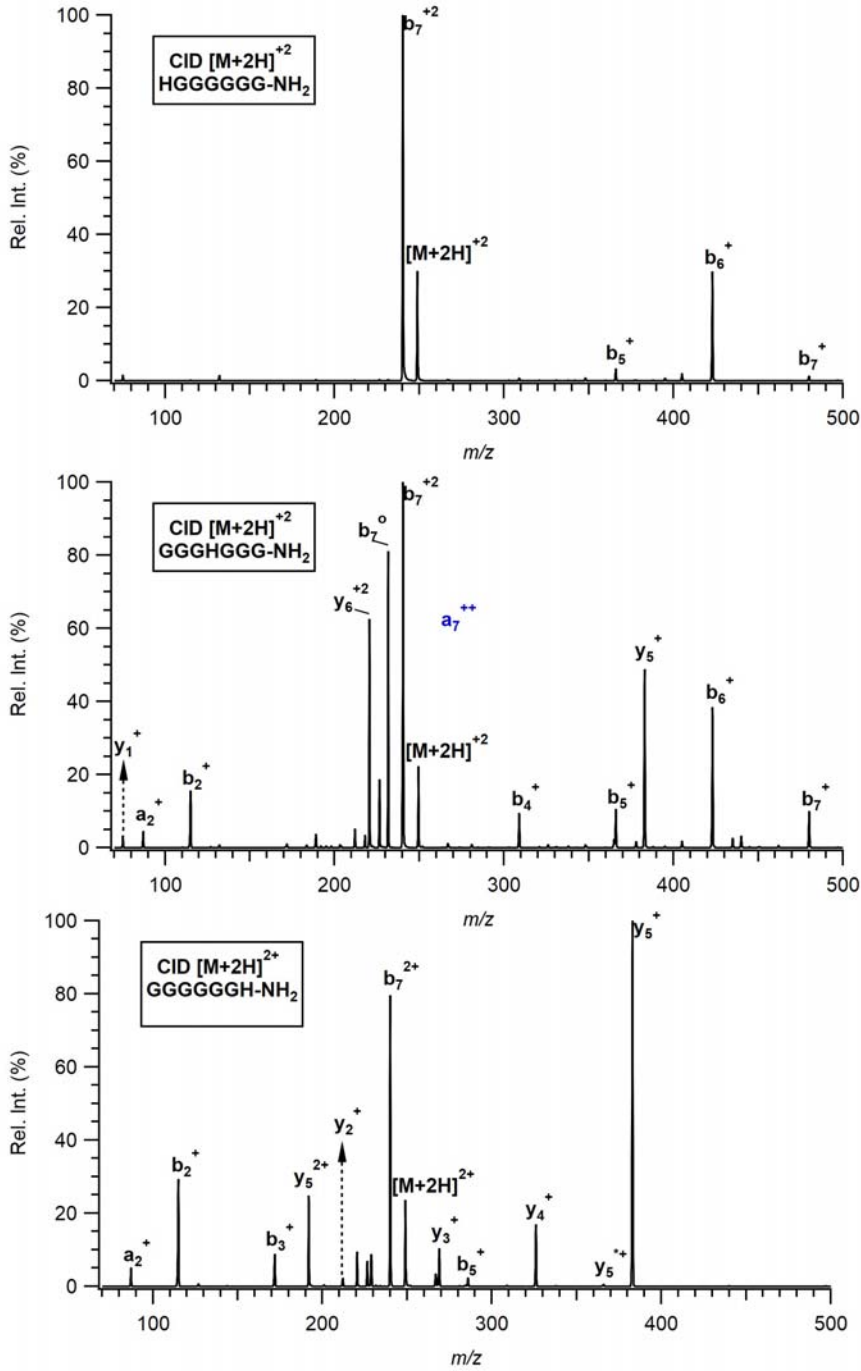 100
80
60
40
20
0
Rel. Int. (%)
CID [M+2H]⁺²
HGGGGGG-NH₂
b₇⁺²
[M+2H]⁺²
b₅⁺
b₆⁺
b₇⁺
100 200 300 400 500
m/z
100
80
60
40
20
0
Rel. Int. (%)
CID [M+2H]⁺²
GGGHGGG-NH₂
y₁⁺
a₂⁺
b₂⁺
y₆⁺²
b₇°
b₇⁺²
a₇⁺⁺
[M+2H]⁺²
b₄⁺
b₅⁺
y₅⁺
b₆⁺
b₇⁺
100 200 300 400 500
m/z
100
80
60
40
20
0
Rel. Int. (%)
CID [M+2H]²⁺
GGGGGGH-NH₂
a₂⁺
b₂⁺
b₃⁺
y₅²⁺
y₂⁺
b₇²⁺
[M+2H]²⁺
y₃⁺
b₅⁺
y₄⁺
y₅*⁺
y₅⁺
100 200 300 400 500
m/z